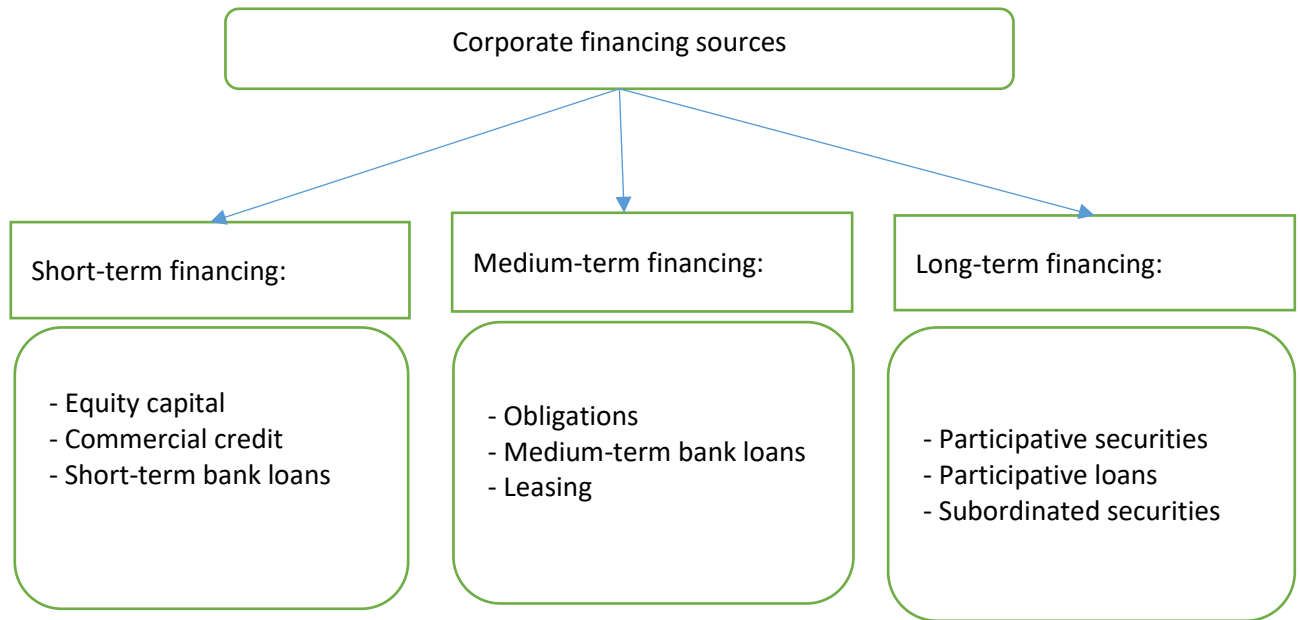 Corporate financing sources
Short-term financing:
- Equity capital
- Commercial credit
- Short-term bank loans
Medium-term financing:
- Obligations
- Medium-term bank loans
- Leasing
Long-term financing:
- Participative securities
- Participative loans
- Subordinated securities